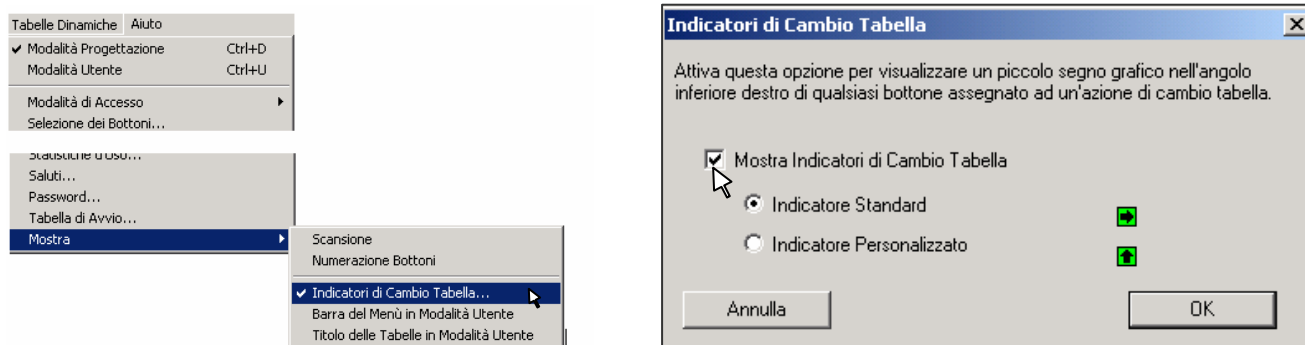 Tabelle Dinamiche Aiuto
Modalità Progettazione Ctrl+D
Modalità Utente Ctrl+U
Modalità di Accesso
Selezione dei Bottoni...
Statistiche d'Uso...
Saluti...
Password...
Tabella di Avvio...
Mostra
Scansione
Numerazione Bottoni
Indicatori di Cambio Tabella...
Barra del Menù in Modalità Utente
Titolo delle Tabelle in Modalità Utente
Indicatori di Cambio Tabella
Attiva questa opzione per visualizzare un piccolo segno grafico nell'angolo
inferiore destro di qualsiasi bottone assegnato ad un'azione di cambio tabella.
Mostra Indicatori di Cambio Tabella
Indicatore Standard
Indicatore Personalizzato
Annulla OK